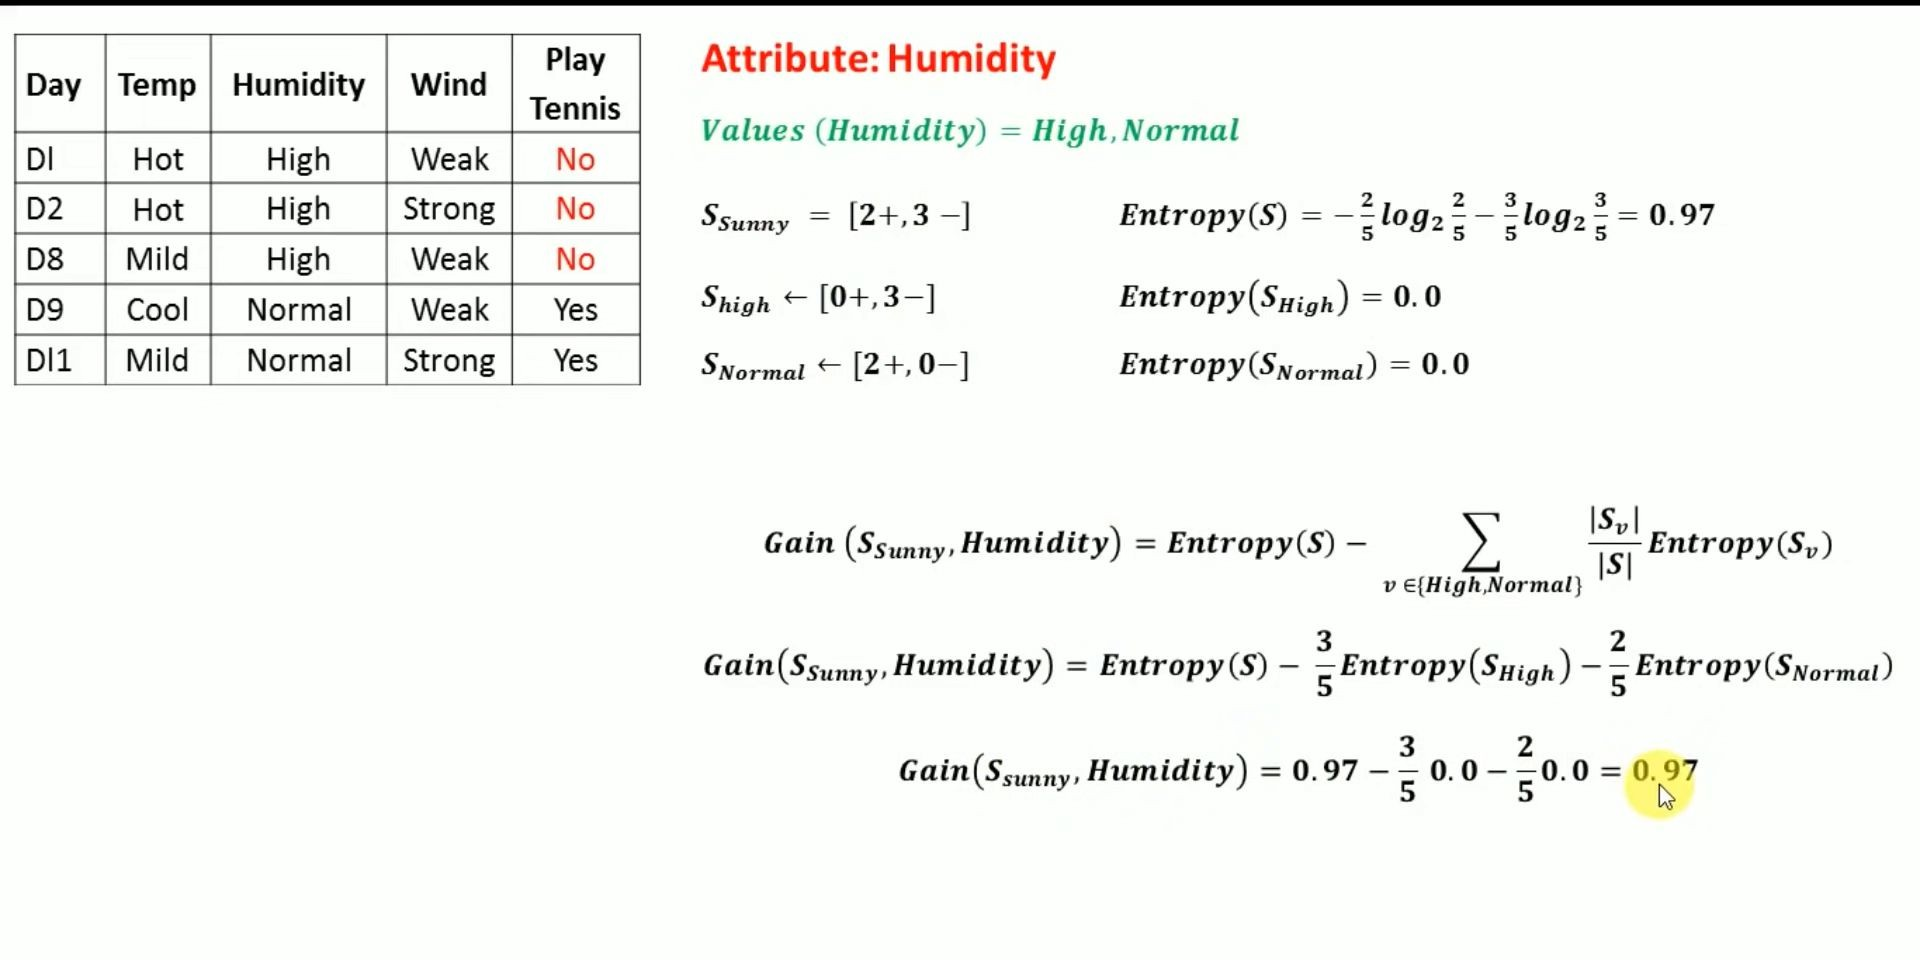 Day Temp Humidity Wind Play Tennis
Dl Hot High Weak No
D2 Hot High Strong No
D8 Mild High Weak No
D9 Cool Normal Weak Yes
Dl1 Mild Normal Strong Yes
Attribute: Humidity
Values (Humidity) = High, Normal
S_Sunny = [2+, 3 −] Entropy(S) = −2/5 log₂ 2/5 − 3/5 log₂ 3/5 = 0.97
S_high ← [0+, 3−] Entropy(S_High) = 0.0
S_Normal ← [2+, 0−] Entropy(S_Normal) = 0.0
Gain (S_Sunny, Humidity) = Entropy(S) − ∑ v ∈{High,Normal} |S_v|/|S| Entropy(S_v)
Gain(S_Sunny, Humidity) = Entropy(S) − 3/5 Entropy(S_High) − 2/5 Entropy(S_Normal)
Gain(S_sunny, Humidity) = 0.97 − 3/5 0.0 − 2/5 0.0 = 0.97